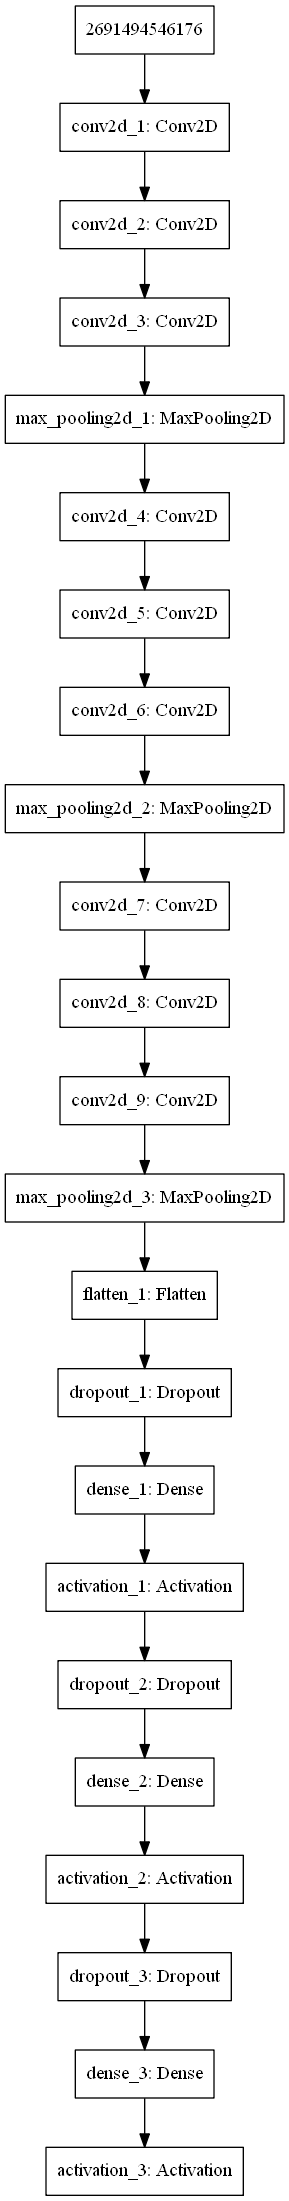 2691494546176
conv2d_1: Conv2D
conv2d_2: Conv2D
conv2d_3: Conv2D
max_pooling2d_1: MaxPooling2D
conv2d_4: Conv2D
conv2d_5: Conv2D
conv2d_6: Conv2D
max_pooling2d_2: MaxPooling2D
conv2d_7: Conv2D
conv2d_8: Conv2D
conv2d_9: Conv2D
max_pooling2d_3: MaxPooling2D
flatten_1: Flatten
dropout_1: Dropout
dense_1: Dense
activation_1: Activation
dropout_2: Dropout
dense_2: Dense
activation_2: Activation
dropout_3: Dropout
dense_3: Dense
activation_3: Activation